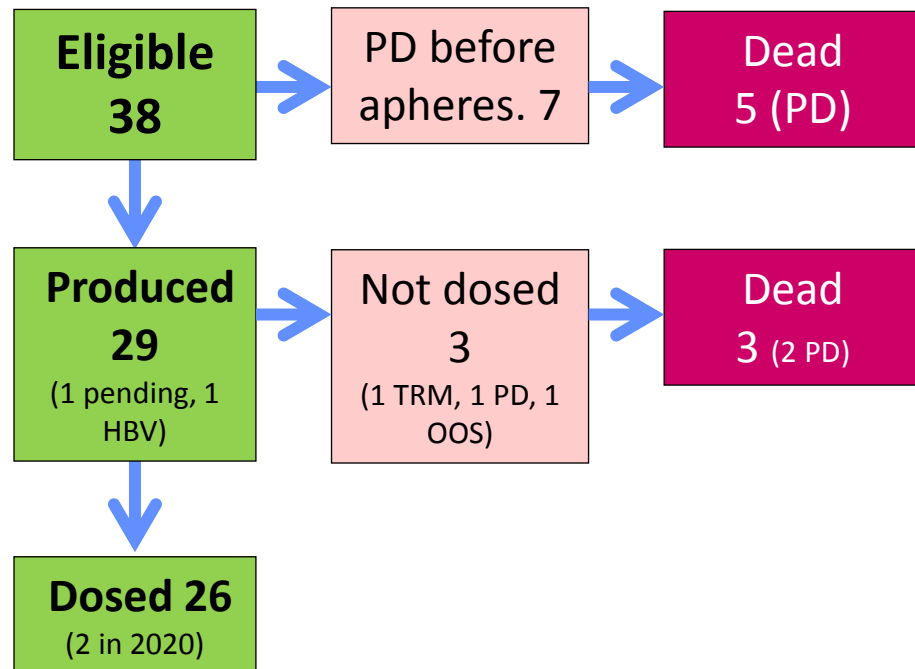 Eligible
38
PD before
apheres. 7
Dead
5 (PD)
Produced
29
(1 pending, 1
HBV)
Not dosed
3
(1 TRM, 1 PD, 1
OOS)
Dead
3 (2 PD)
Dosed 26
(2 in 2020)